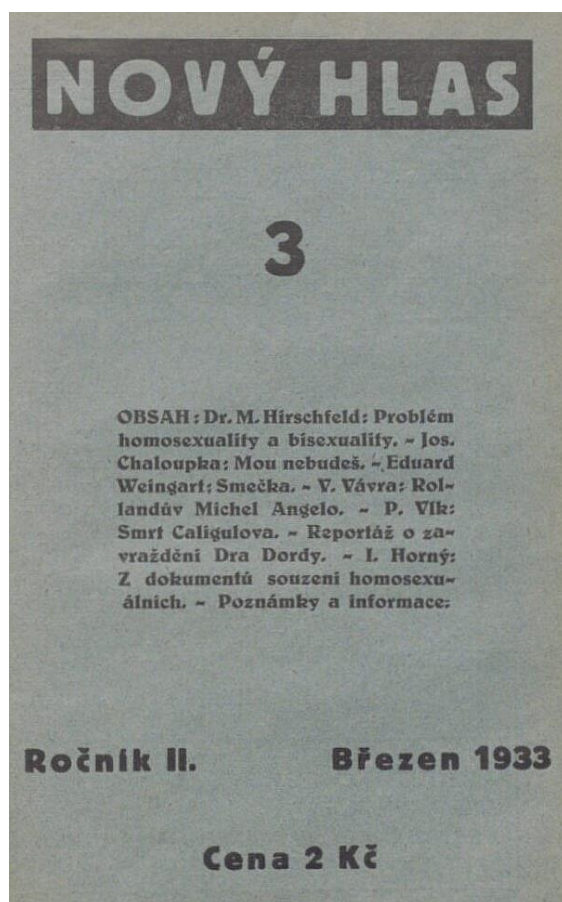 NOVÝ HLAS
3
OBSAH: Dr. M. Hirschfeld: Problém
homosexuality a bisexuality. ~ Jos.
Chaloupka: Mou nebudeš. ~ Eduard
Weingart: Smečka. ~ V. Vávra: Rol-
landův Michel Angelo. ~ P. Vlk:
Smrt Caligulova. ~ Reportáž o za-
vraždění Dra Dordy. ~ I. Horný:
Z dokumentů souzení homosexu-
álních. ~ Poznámky a informace:
Ročník II. Březen 1933
Cena 2 Kč